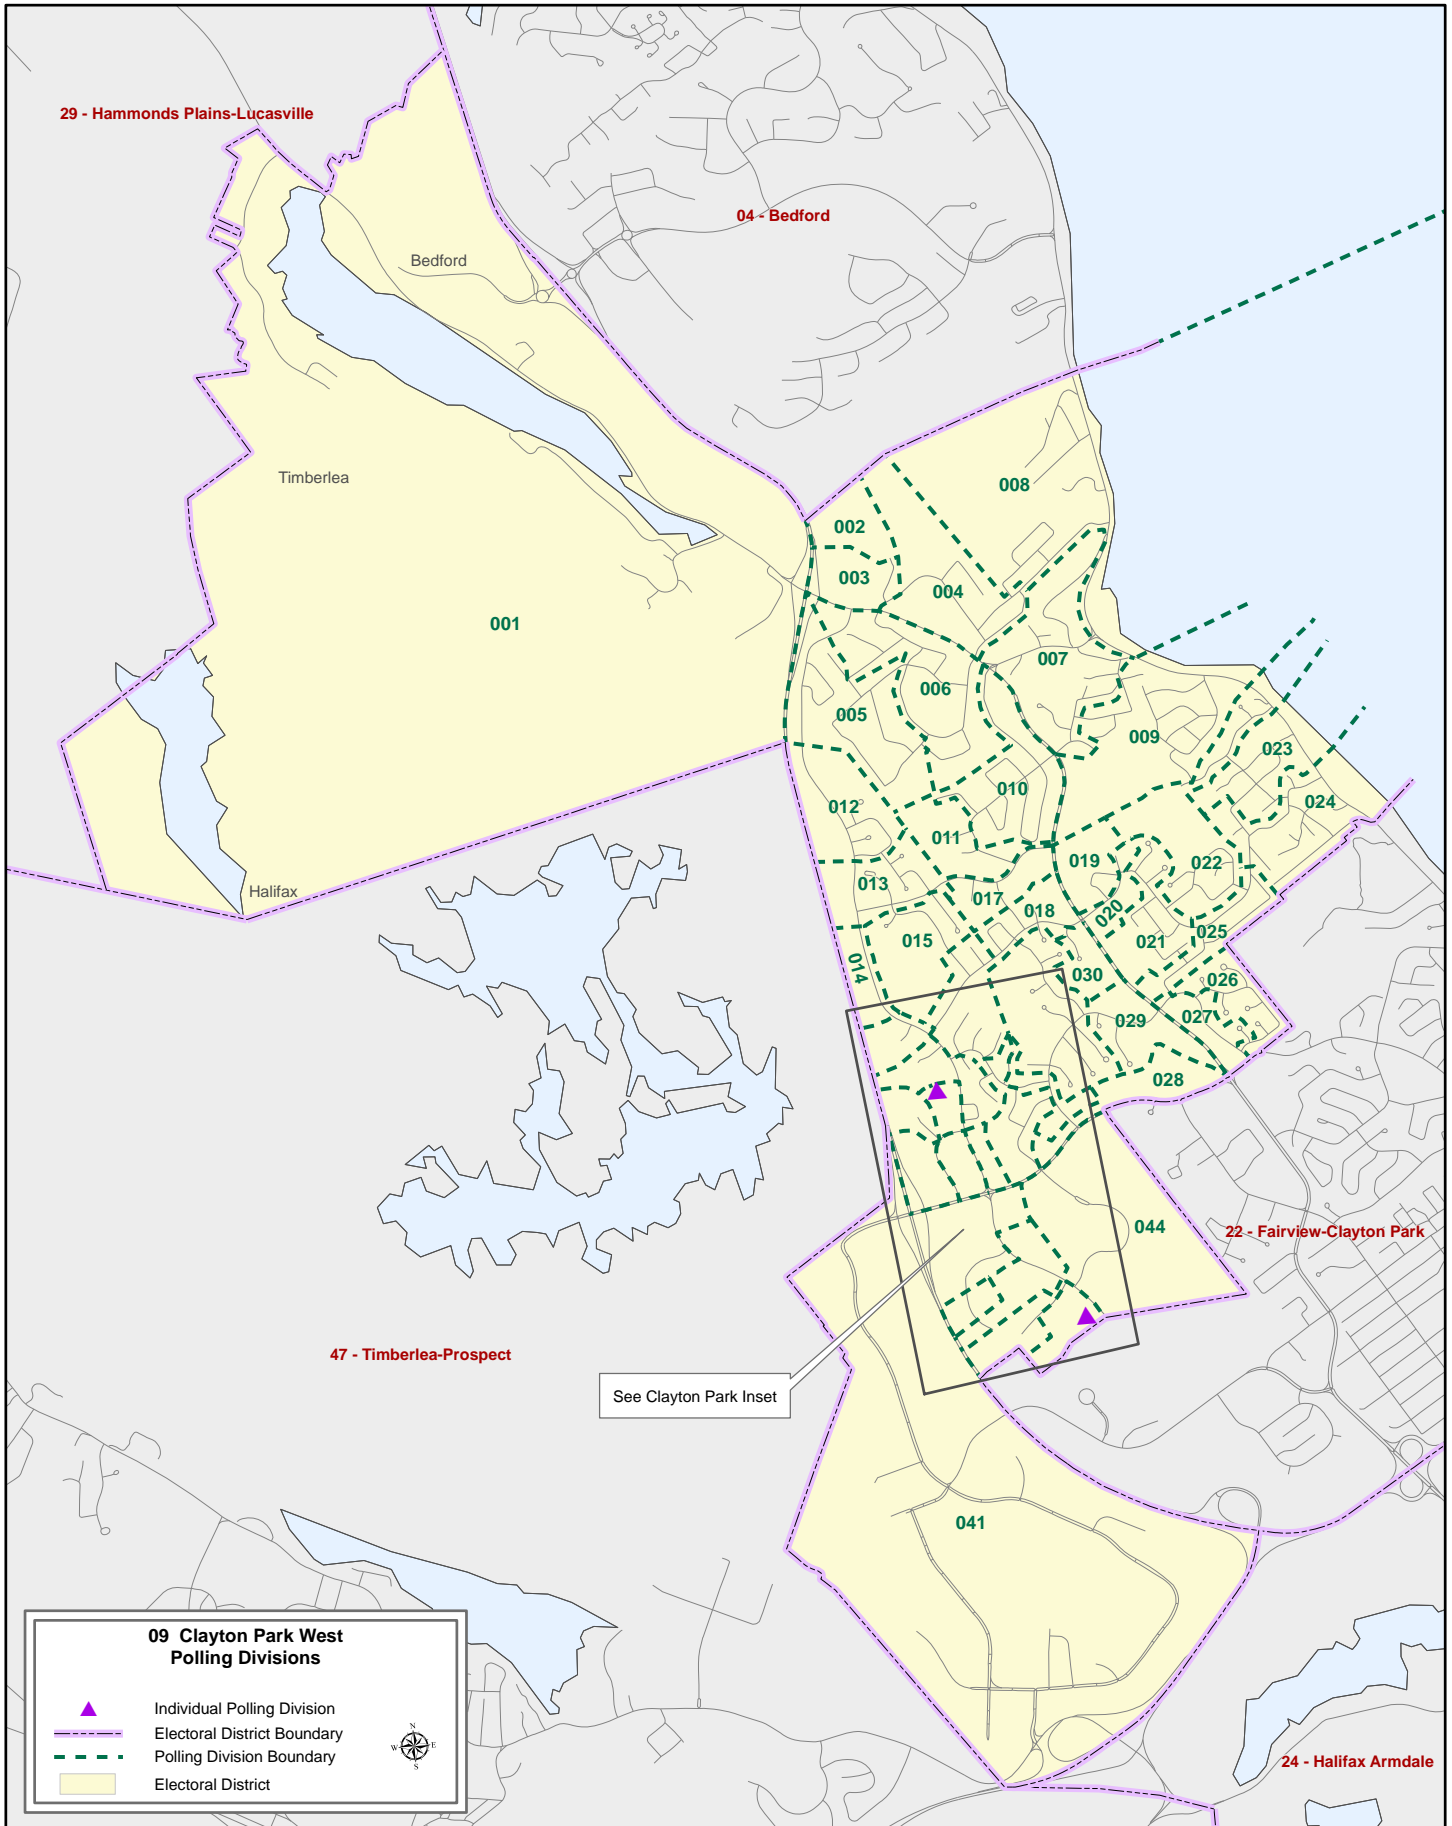 29 - Hammonds Plains-Lucasville
04 - Bedford
Bedford
Timberlea
008
002
003
004
001
007
006
005
009
023
010
024
012
011
019
022
013
Halifax
017
018
020
015
021
025
014
030
026
027
029
028
044
22 - Fairview-Clayton Park
47 - Timberlea-Prospect
See Clayton Park Inset
041
09 Clayton Park West
Polling Divisions
Individual Polling Division
Electoral District Boundary
Polling Division Boundary
Electoral District
N
W E
S
24 - Halifax Armdale